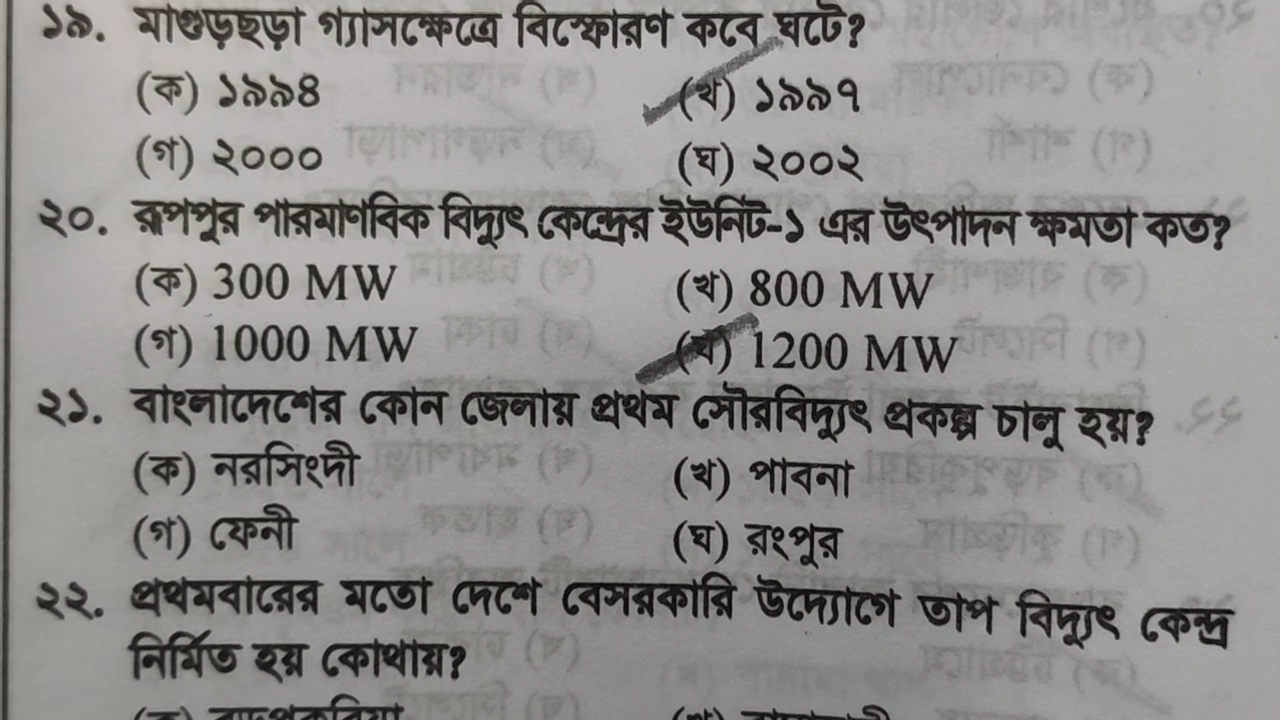 ১৯. মাগুড়ছড়া গ্যাসক্ষেত্রে বিস্ফোরণ কবে ঘটে?
(ক) ১৯৯৪ (খ) ১৯৯৭
(গ) ২০০০ (ঘ) ২০০২
২০. রূপপুর পারমাণবিক বিদ্যুৎ কেন্দ্রের ইউনিট-১ এর উৎপাদন ক্ষমতা কত?
(ক) 300 MW (খ) 800 MW
(গ) 1000 MW (ঘ) 1200 MW
২১. বাংলাদেশের কোন জেলায় প্রথম সৌরবিদ্যুৎ প্রকল্প চালু হয়?
(ক) নরসিংদী (খ) পাবনা
(গ) ফেনী (ঘ) রংপুর
২২. প্রথমবারের মতো দেশে বেসরকারি উদ্যোগে তাপ বিদ্যুৎ কেন্দ্র
নির্মিত হয় কোথায়?
(ক) (খ)